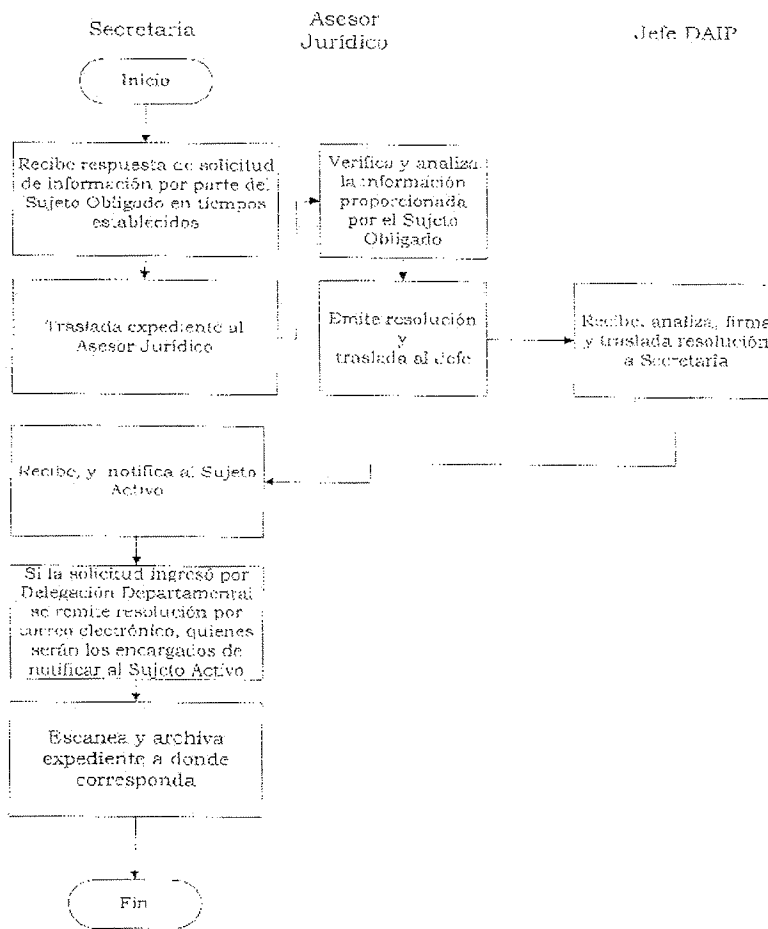 Secretaria
Asesor
Jurídico
Jefe DAIP
Inicio
Recibe respuesta de solicitud
de información por parte del
Sujeto Obligado en tiempos
establecidos
Verifica y analiza
la información
proporcionada
por el Sujeto
Obligado
Traslada expediente al
Asesor Jurídico
Emite resolución
y
traslada al Jefe
Recibe, analiza, firma
y traslada resolución
a Secretaria
Recibe, y notifica al Sujeto
Activo
Si la solicitud ingresó por
Delegación Departamental
se remite resolución por
correo electrónico, quienes
serán los encargados de
notificar al Sujeto Activo
Escanea y archiva
expediente a donde
corresponda
Fin